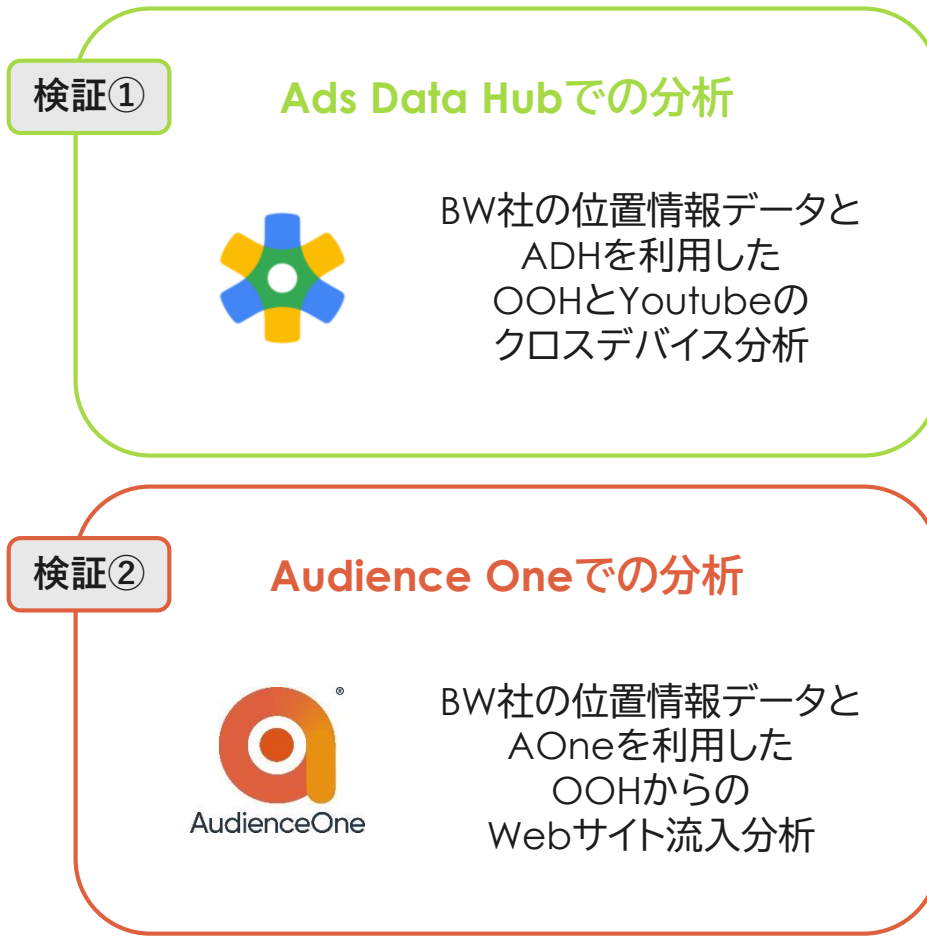 検証①
Ads Data Hubでの分析
BW社の位置情報データと
ADHを利用した
OOHとYoutubeの
クロスデバイス分析
検証②
Audience Oneでの分析
®
AudienceOne
BW社の位置情報データと
AOneを利用した
OOHからの
Webサイト流入分析